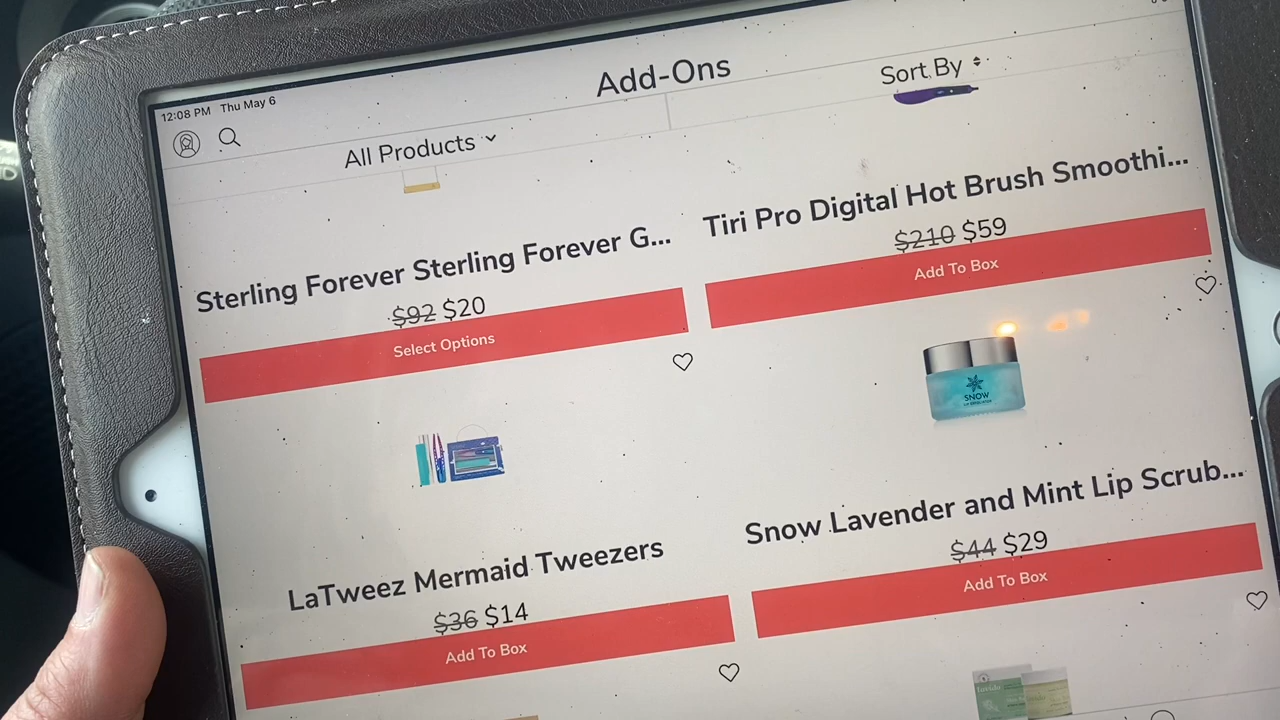 12:08 PM Thu May 6
Add-Ons
All Products
Sort By
Sterling Forever Sterling Forever G...
$92 $20
Select Options
Tiri Pro Digital Hot Brush Smoothi...
$210 $59
Add To Box
SNOW
LaTweez Mermaid Tweezers
$36 $14
Add To Box
Snow Lavender and Mint Lip Scrub...
$44 $29
Add To Box